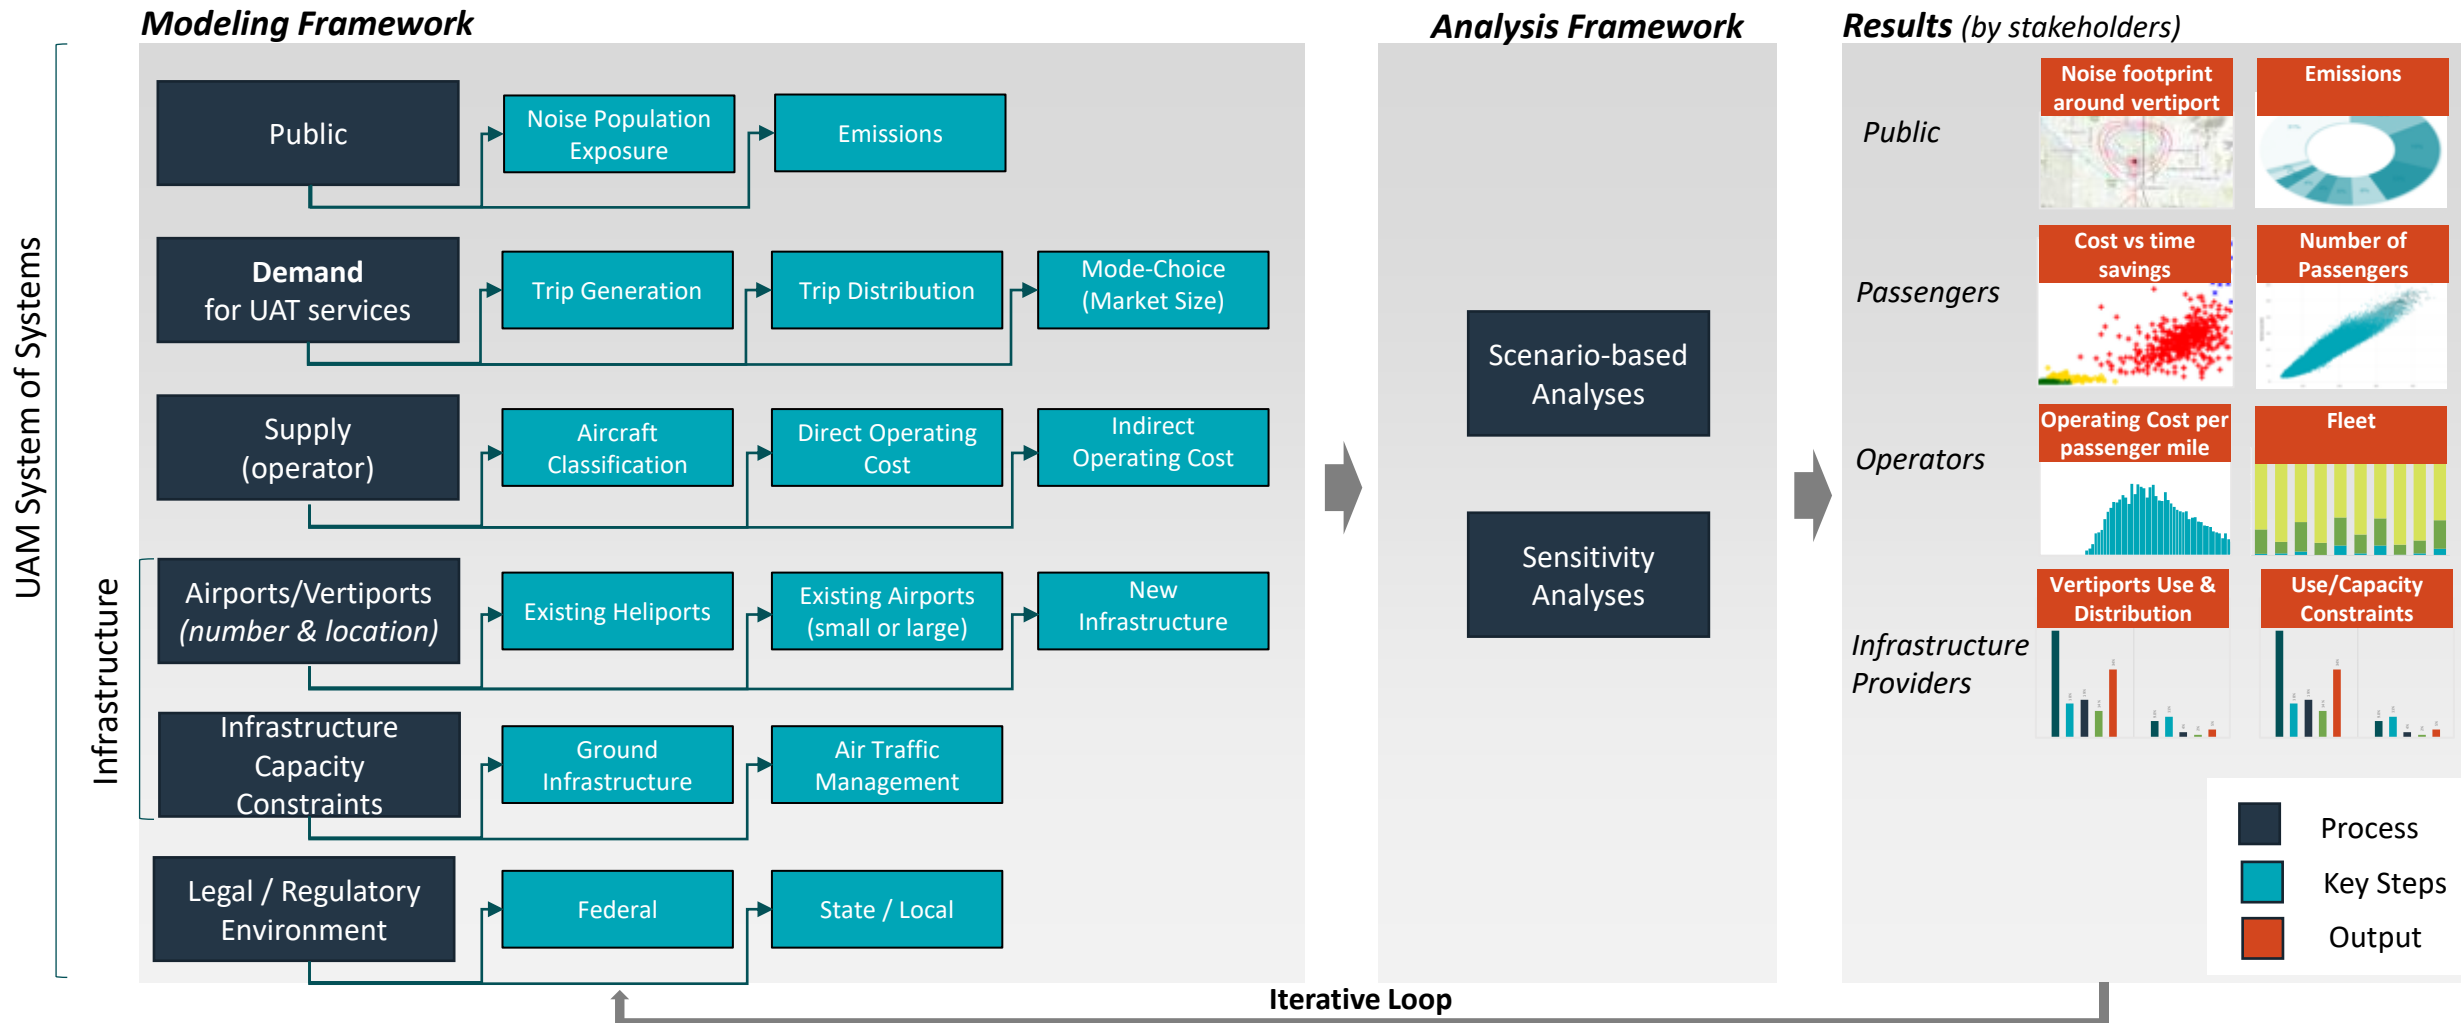 Modeling Framework
Analysis Framework
Results (by stakeholders)
UAM System of Systems
Public
Noise Population
Exposure
Emissions
Demand
for UAT services
Trip Generation
Trip Distribution
Mode-Choice
(Market Size)
Supply
(operator)
Aircraft
Classification
Direct Operating
Cost
Indirect
Operating Cost
Infrastructure
Airports/Vertiports
(number & location)
Existing Heliports
Existing Airports
(small or large)
New
Infrastructure
Infrastructure
Capacity
Constraints
Ground
Infrastructure
Air Traffic
Management
Legal / Regulatory
Environment
Federal
State / Local
Scenario-based
Analyses
Sensitivity
Analyses
Public
Noise footprint
around vertiport
Emissions
Passengers
Cost vs time
savings
Number of
Passengers
Operators
Operating Cost per
passenger mile
Fleet
Infrastructure
Providers
Vertiports Use &
Distribution
Use/Capacity
Constraints
Process
Key Steps
Output
Iterative Loop